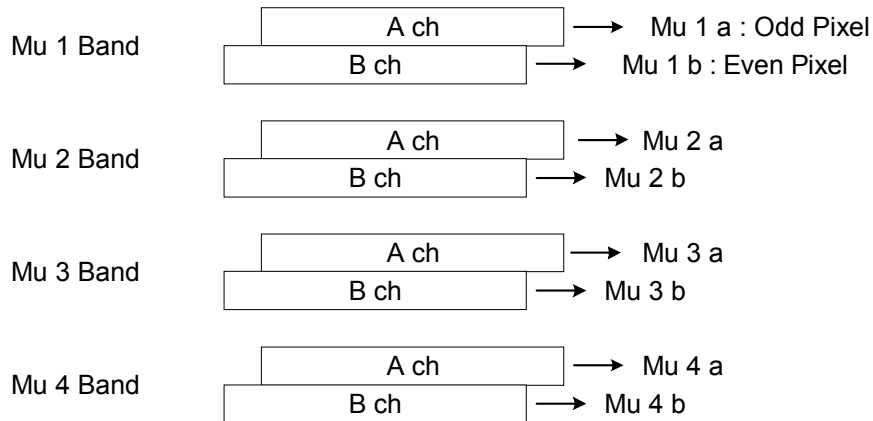 A ch → Mu 1 a : Odd Pixel
Mu 1 Band
B ch → Mu 1 b : Even Pixel
A ch → Mu 2 a
Mu 2 Band
B ch → Mu 2 b
A ch → Mu 3 a
Mu 3 Band
B ch → Mu 3 b
A ch → Mu 4 a
Mu 4 Band
B ch → Mu 4 b